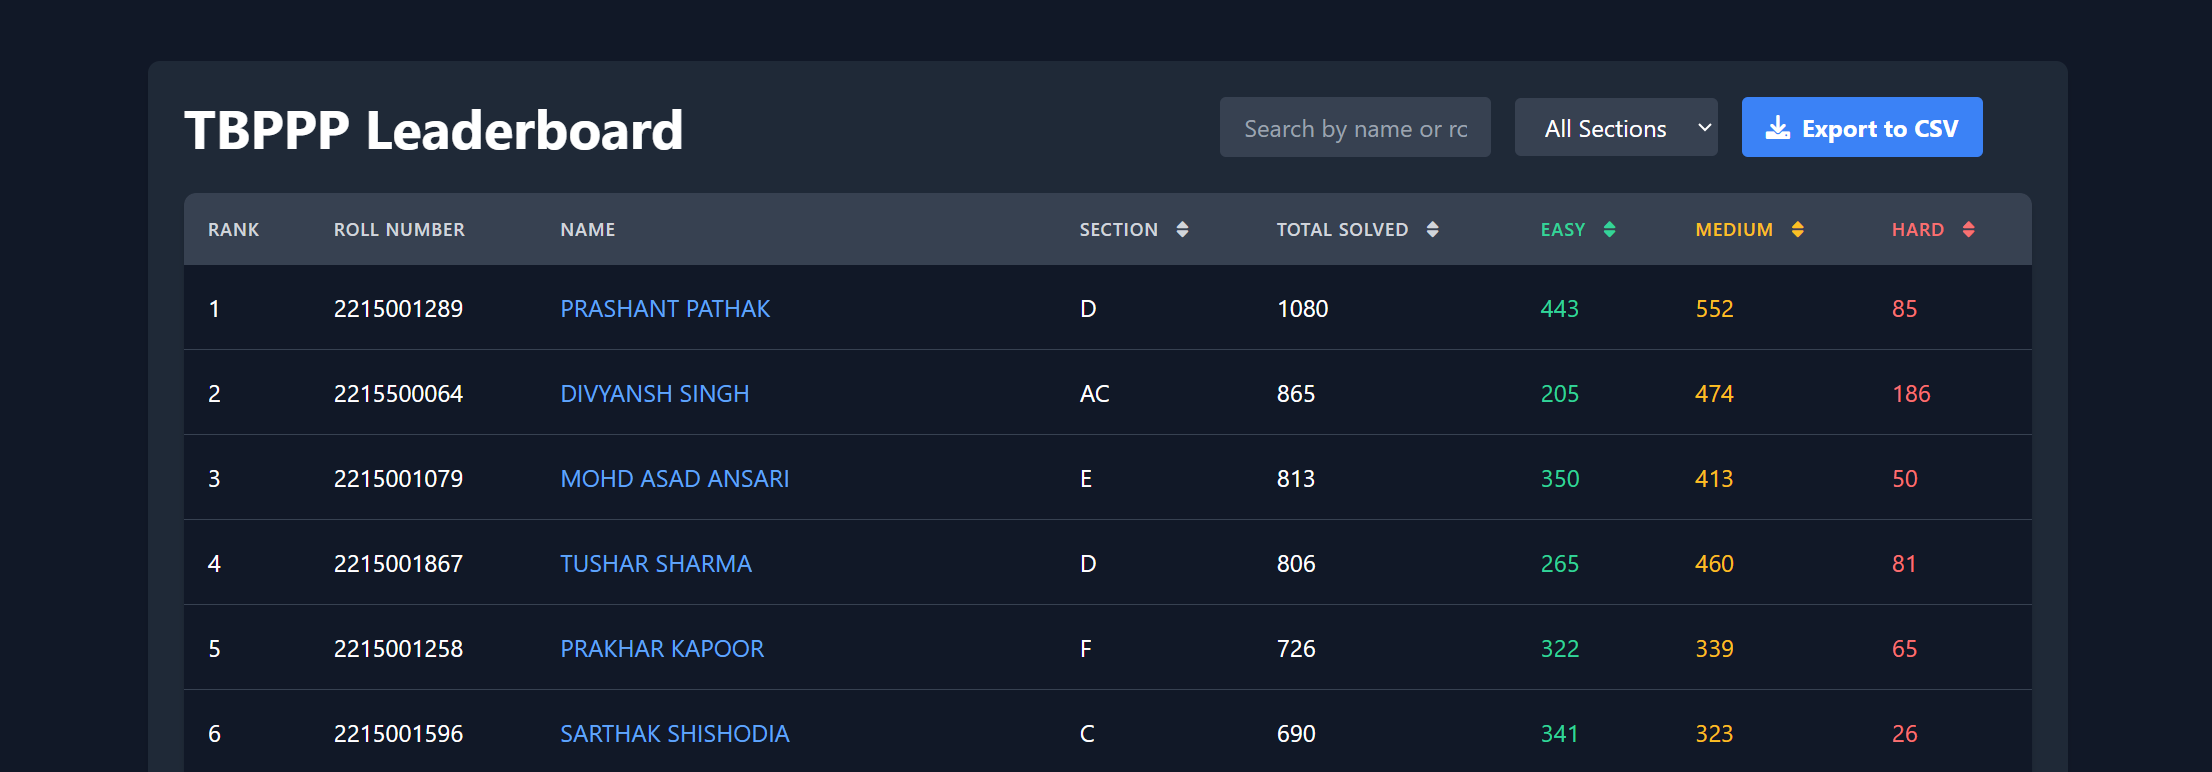 TBPPP Leaderboard
Search by name or rc All Sections Export to CSV
RANK ROLL NUMBER NAME SECTION TOTAL SOLVED EASY MEDIUM HARD
1 2215001289 PRASHANT PATHAK D 1080 443 552 85
2 2215500064 DIVYANSH SINGH AC 865 205 474 186
3 2215001079 MOHD ASAD ANSARI E 813 350 413 50
4 2215001867 TUSHAR SHARMA D 806 265 460 81
5 2215001258 PRAKHAR KAPOOR F 726 322 339 65
6 2215001596 SARTHAK SHISHODIA C 690 341 323 26